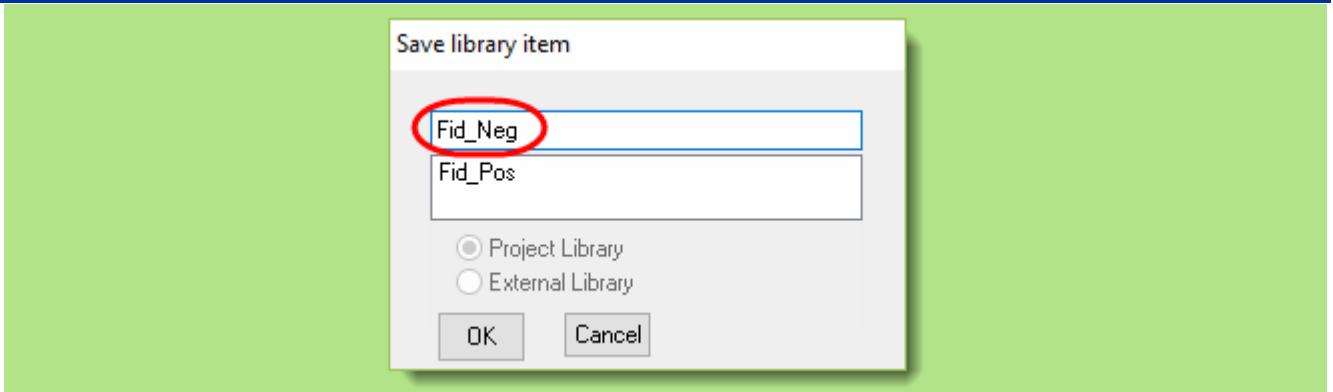 Save library item
Fid_Neg
Fid_Pos
Project Library
External Library
OK Cancel